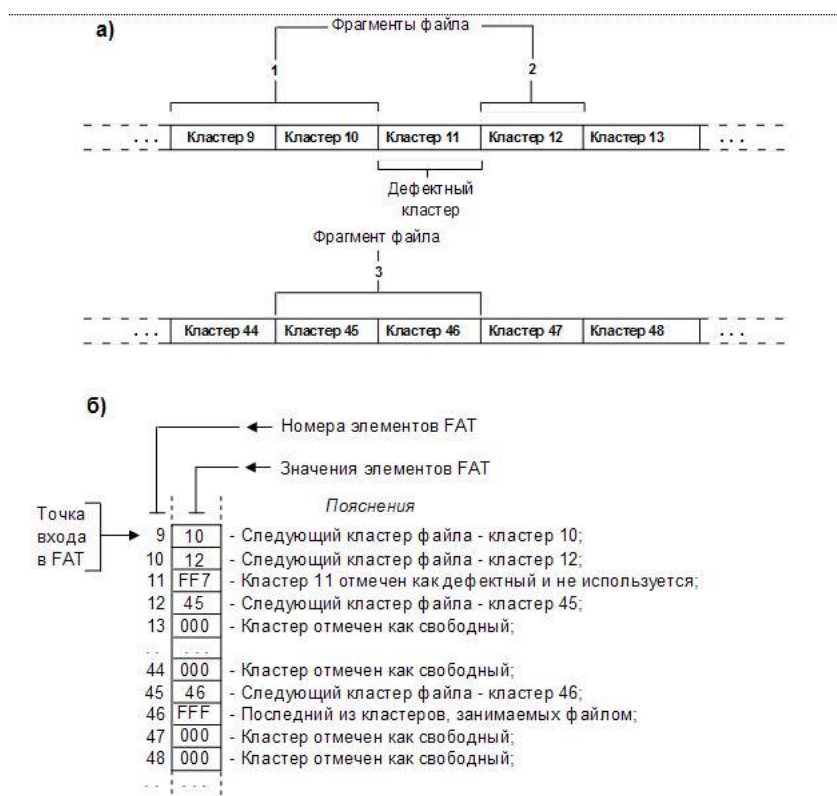 а)
Фрагменты файла
1 2
. . . Кластер 9 Кластер 10 Кластер 11 Кластер 12 Кластер 13 . . .
Дефектный
кластер
Фрагмент файла
3
. . . Кластер 44 Кластер 45 Кластер 46 Кластер 47 Кластер 48 . . .
б)
Номера элементов FAT
Значения элементов FAT
Пояснения
Точка
входа
в FAT
9 10 - Следующий кластер файла - кластер 10;
10 12 - Следующий кластер файла - кластер 12;
11 FF7 - Кластер 11 отмечен как дефектный и не используется;
12 45 - Следующий кластер файла - кластер 45;
13 000 - Кластер отмечен как свободный;
. . . . .
44 000 - Кластер отмечен как свободный;
45 46 - Следующий кластер файла - кластер 46;
46 FFF - Последний из кластеров, занимаемых файлом;
47 000 - Кластер отмечен как свободный;
48 000 - Кластер отмечен как свободный;
. . . . .